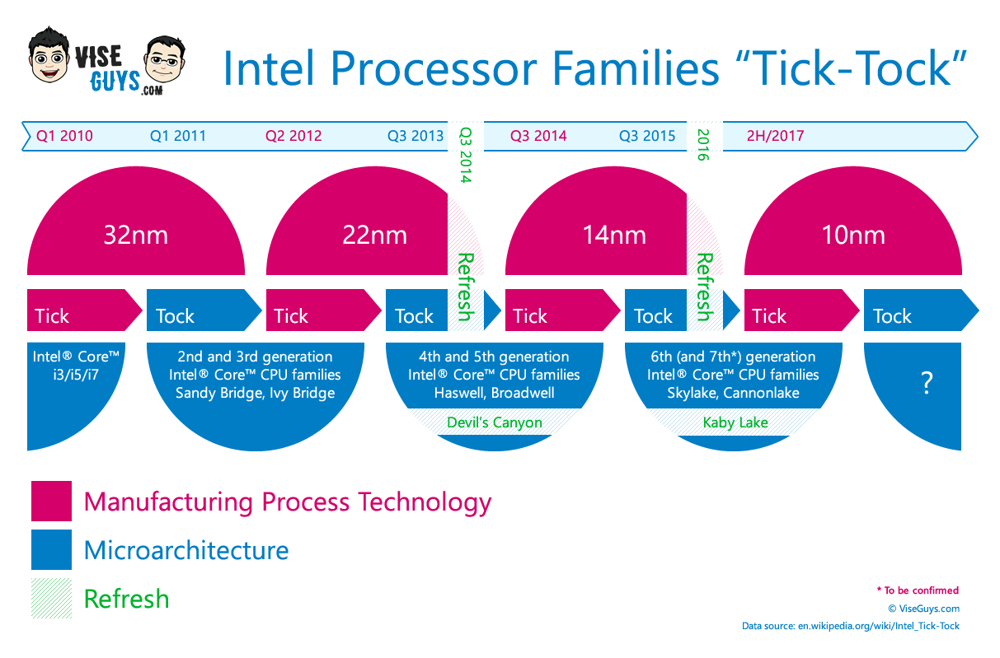 VISE
GUYS
.COM
Intel Processor Families “Tick-Tock”
Q1 2010
Q1 2011
Q2 2012
Q3 2013
Q3 2014
Q3 2014
Q3 2015
2016
2H/2017
32nm
22nm
14nm
10nm
Refresh
Refresh
Tick
Tock
Tick
Tock
Tick
Tock
Tick
Tock
Intel® Core™
i3/i5/i7
2nd and 3rd generation
Intel® Core™ CPU families
Sandy Bridge, Ivy Bridge
4th and 5th generation
Intel® Core™ CPU families
Haswell, Broadwell
Devil’s Canyon
6th (and 7th*) generation
Intel® Core™ CPU families
Skylake, Cannonlake
Kaby Lake
?
Manufacturing Process Technology
Microarchitecture
Refresh
* To be confirmed
© ViseGuys.com
Data source: en.wikipedia.org/wiki/Intel_Tick-Tock